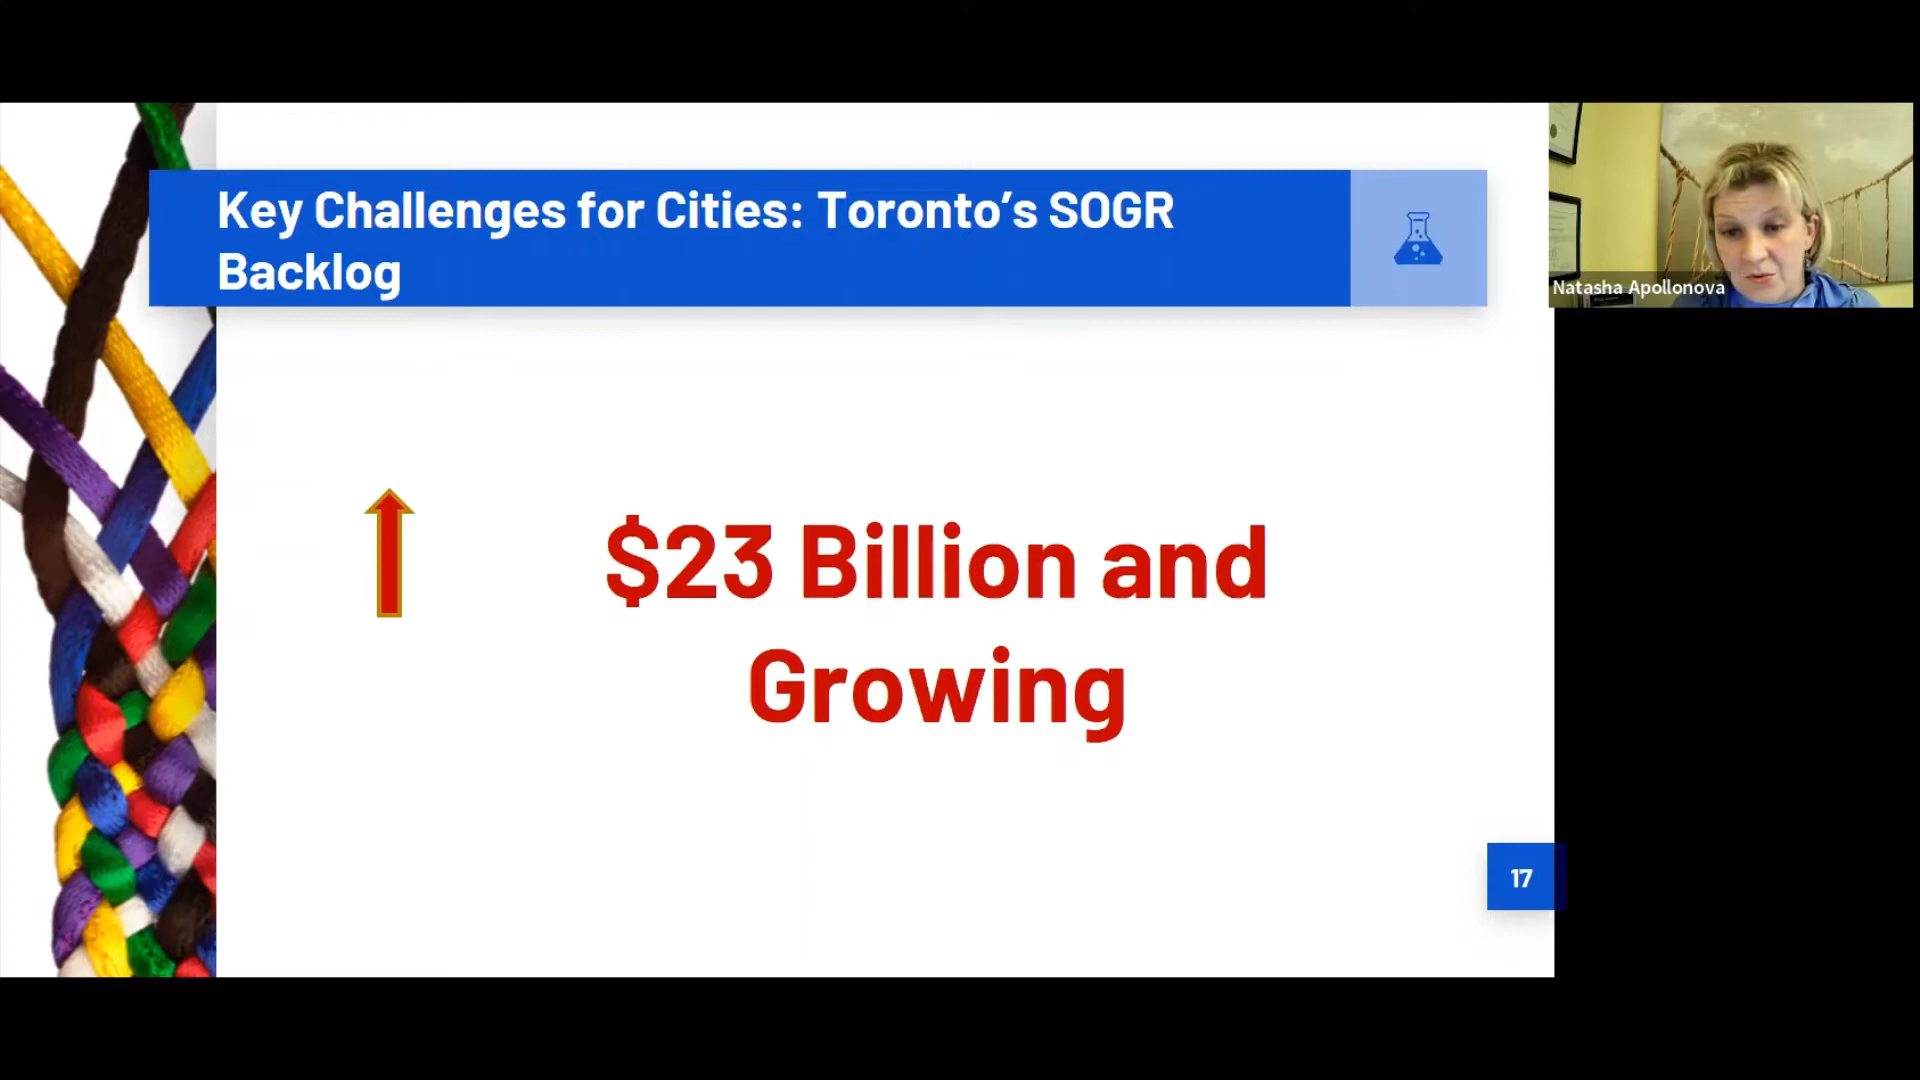 Key Challenges for Cities: Toronto’s SOGR
Backlog
Natasha Apollonova
$23 Billion and
Growing
17